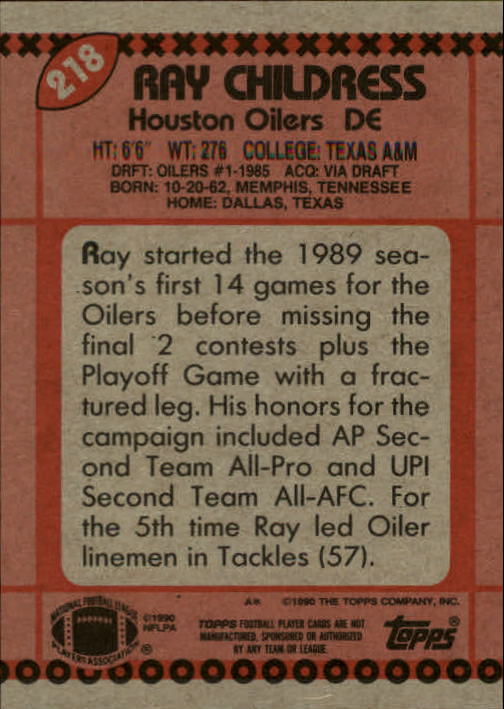 218
RAY CHILDRESS
Houston Oilers DE
HT: 6'6" WT: 276 COLLEGE: TEXAS A&M
DRFT: OILERS #1-1985 ACQ: VIA DRAFT
BORN: 10-20-62, MEMPHIS, TENNESSEE
HOME: DALLAS, TEXAS
Ray started the 1989 sea-
son's first 14 games for the
Oilers before missing the
final 2 contests plus the
Playoff Game with a frac-
tured leg. His honors for the
campaign included AP Sec-
ond Team All-Pro and UPI
Second Team All-AFC. For
the 5th time Ray led Oiler
linemen in Tackles (57).
NATIONAL FOOTBALL LEAGUE
PLAYERS ASSOCIATION ®
©1990
NFLPA
©1990 THE TOPPS COMPANY, INC.
TOPPS FOOTBALL PLAYER CARDS ARE NOT
MANUFACTURED, SPONSORED OR AUTHORIZED
BY ANY TEAM OR LEAGUE.
topps®